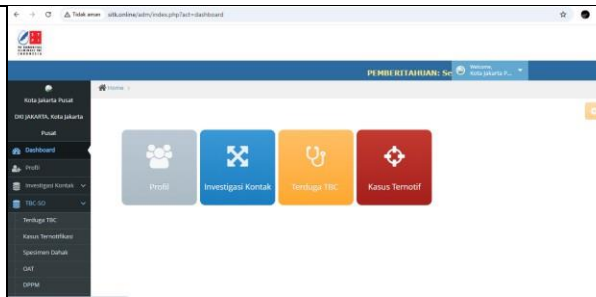 Tidak aman
sitk.online/adm/index.php?act=dashboard
PEMBERITAHUAN: Se
Welcome,
Kota Jakarta P...
Kota Jakarta Pusat
DKI JAKARTA, Kota Jakarta
Pusat
Home
Dashboard
Profil
Investigasi Kontak
TBC-SO
Terduga TBC
Kasus Ternotifikasi
Spesimen Dahak
OAT
DPPM
Profil
Investigasi Kontak
Terduga TBC
Kasus Ternotif